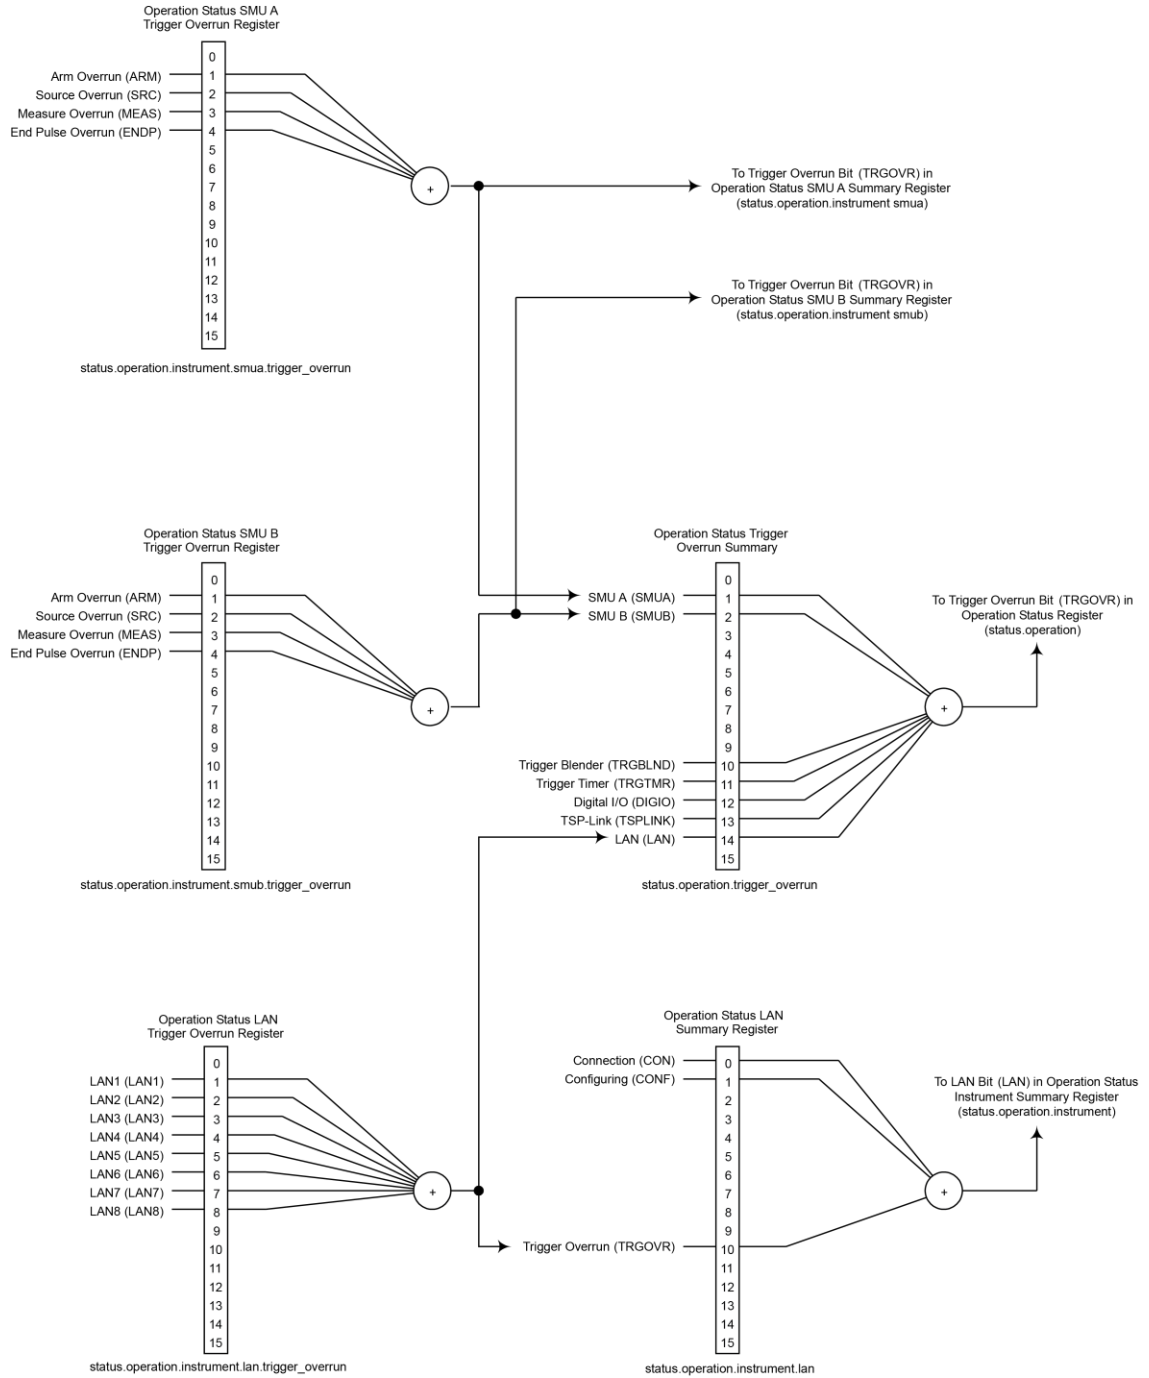 Operation Status SMU A
Trigger Overrun Register
0
Arm Overrun (ARM) 1
Source Overrun (SRC) 2
Measure Overrun (MEAS) 3
End Pulse Overrun (ENDP) 4
5
6
7
8
9
10
11
12
13
14
15
status.operation.instrument.smua.trigger_overrun
+
To Trigger Overrun Bit (TRGOVR) in
Operation Status SMU A Summary Register
(status.operation.instrument smua)
To Trigger Overrun Bit (TRGOVR) in
Operation Status SMU B Summary Register
(status.operation.instrument smub)
Operation Status SMU B
Trigger Overrun Register
0
Arm Overrun (ARM) 1
Source Overrun (SRC) 2
Measure Overrun (MEAS) 3
End Pulse Overrun (ENDP) 4
5
6
7
8
9
10
11
12
13
14
15
status.operation.instrument.smub.trigger_overrun
+
Operation Status Trigger
Overrun Summary
0
SMU A (SMUA) 1
SMU B (SMUB) 2
3
4
5
6
7
8
9
Trigger Blender (TRGBLND) 10
Trigger Timer (TRGTMR) 11
Digital I/O (DIGIO) 12
TSP-Link (TSPLINK) 13
LAN (LAN) 14
15
status.operation.trigger_overrun
+
To Trigger Overrun Bit (TRGOVR) in
Operation Status Register
(status.operation)
Operation Status LAN
Trigger Overrun Register
0
LAN1 (LAN1) 1
LAN2 (LAN2) 2
LAN3 (LAN3) 3
LAN4 (LAN4) 4
LAN5 (LAN5) 5
LAN6 (LAN6) 6
LAN7 (LAN7) 7
LAN8 (LAN8) 8
9
10
11
12
13
14
15
status.operation.instrument.lan.trigger_overrun
+
Operation Status LAN
Summary Register
Connection (CON) 0
Configuring (CONF) 1
2
3
4
5
6
7
8
9
Trigger Overrun (TRGOVR) 10
11
12
13
14
15
status.operation.instrument.lan
+
To LAN Bit (LAN) in Operation Status
Instrument Summary Register
(status.operation.instrument)